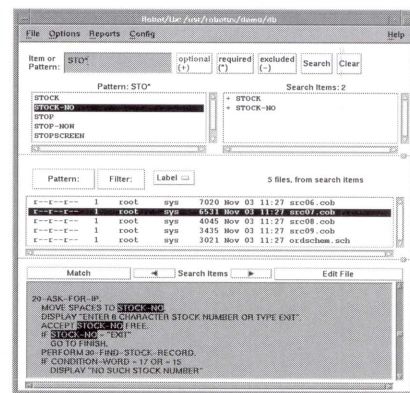 Robot/Lbc /usr/robotus/demo/db
File Options Reports Config Help
Item or Pattern: STO* optional (+) required (*) excluded (-) Search Clear
Pattern: STO* Search Items: 2
STOCK
STOCK-NO
STOP
STOP-NOW
STOPSCREEN
+ STOCK
+ STOCK-NO
Pattern: Filter: Label 5 files, from search items
r--r--r-- 1 root sys 7020 Nov 03 11:27 src06.cob
r--r--r-- 1 root sys 6531 Nov 03 11:27 src07.cob
r--r--r-- 1 root sys 4045 Nov 03 11:27 src08.cob
r--r--r-- 1 root sys 3435 Nov 03 11:27 src09.cob
r--r--r-- 1 root sys 3021 Nov 03 11:27 ordschem.sch
Match Search Items Edit File
20-ASK-FOR-IP.
MOVE SPACES TO STOCK-NO
DISPLAY "ENTER 8 CHARACTER STOCK NUMBER OR TYPE EXIT".
ACCEPT STOCK-NO FREE.
IF STOCK-NO = "EXIT"
GO TO FINISH.
PERFORM 30-FIND-STOCK-RECORD.
IF CONDITION-WORD = 17 OR = 15
DISPLAY "NO SUCH STOCK NUMBER"